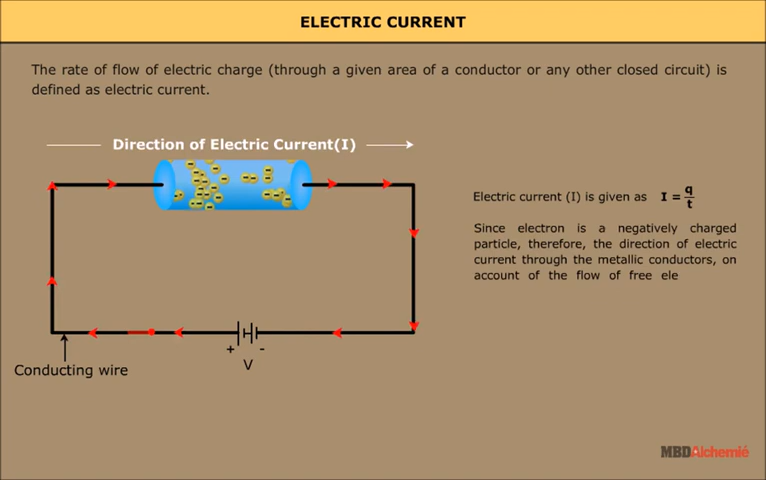 ELECTRIC CURRENT
The rate of flow of electric charge (through a given area of a conductor or any other closed circuit) is
defined as electric current.
Direction of Electric Current(I)
Electric current (I) is given as I = q/t
Since electron is a negatively charged
particle, therefore, the direction of electric
current through the metallic conductors, on
account of the flow of free ele
+ -
V
Conducting wire
MBDAlchemié